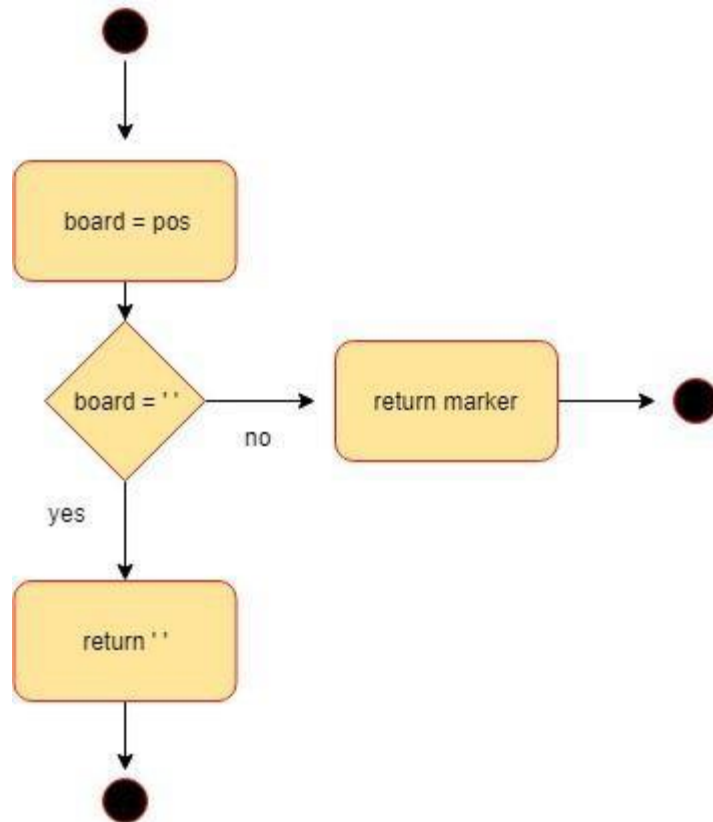 board = pos
board = ' '
return marker
no
yes
return ' '